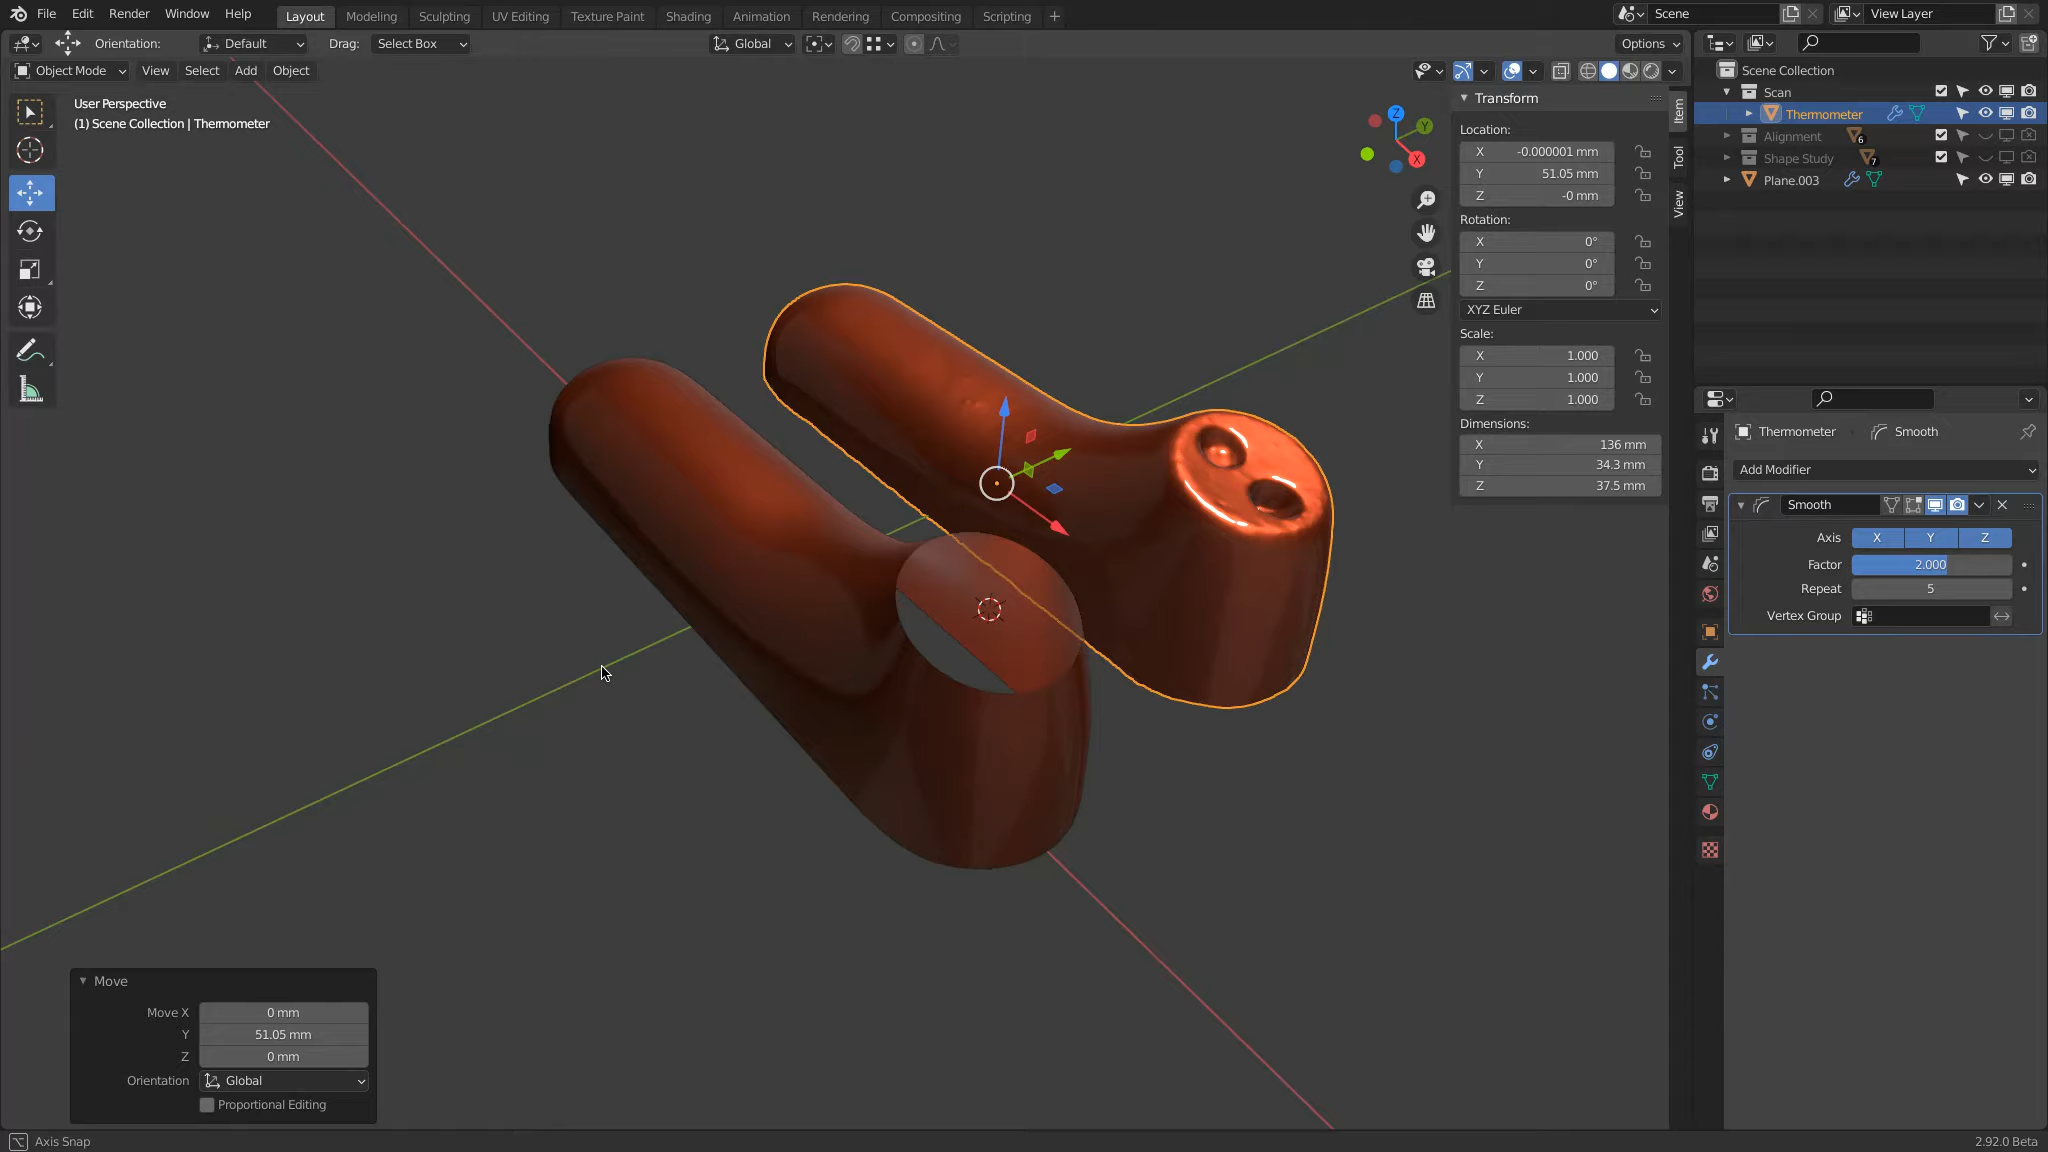 File Edit Render Window Help Layout Modeling Sculpting UV Editing Texture Paint Shading Animation Rendering Compositing Scripting + Scene View Layer
Orientation: Default Drag: Select Box Global Options
Object Mode View Select Add Object
User Perspective
(1) Scene Collection | Thermometer
Z
Y
X
Transform
Location:
X -0.000001 mm
Y 51.05 mm
Z -0 mm
Rotation:
X 0°
Y 0°
Z 0°
XYZ Euler
Scale:
X 1.000
Y 1.000
Z 1.000
Dimensions:
X 136 mm
Y 34.3 mm
Z 37.5 mm
Item
Tool
View
Scene Collection
Scan
Thermometer
Alignment 6
Shape Study 7
Plane.003
Thermometer Smooth
Add Modifier
Smooth
Axis X Y Z
Factor 2.000
Repeat 5
Vertex Group
Move
Move X 0 mm
Y 51.05 mm
Z 0 mm
Orientation Global
Proportional Editing
Axis Snap
2.92.0 Beta